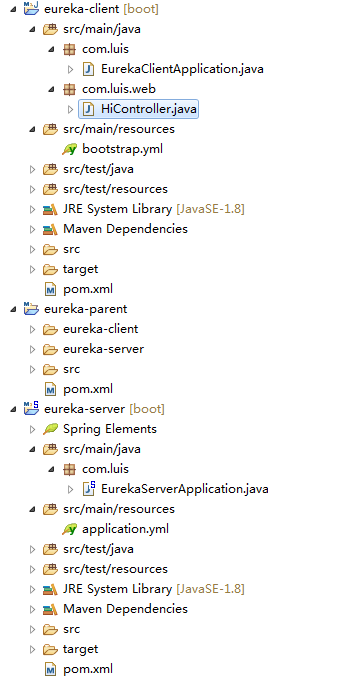 eureka-client [boot]
src/main/java
com.luis
EurekaClientApplication.java
com.luis.web
HiController.java
src/main/resources
bootstrap.yml
src/test/java
src/test/resources
JRE System Library [JavaSE-1.8]
Maven Dependencies
src
target
pom.xml
eureka-parent
eureka-client
eureka-server
src
pom.xml
eureka-server [boot]
Spring Elements
src/main/java
com.luis
EurekaServerApplication.java
src/main/resources
application.yml
src/test/java
src/test/resources
JRE System Library [JavaSE-1.8]
Maven Dependencies
src
target
pom.xml